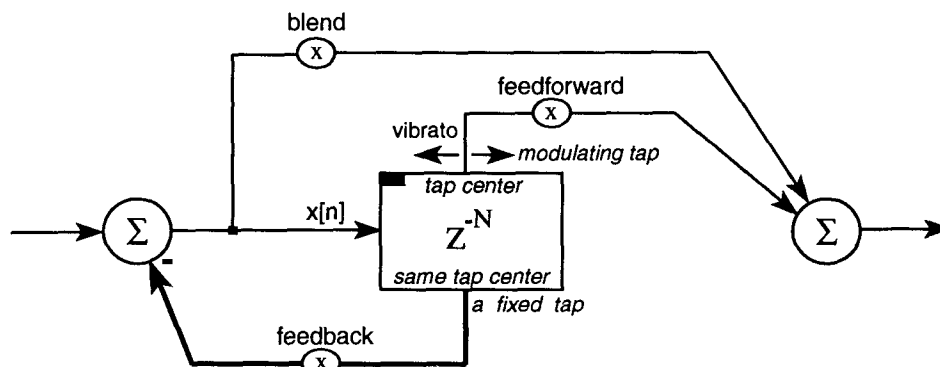 blend
x
feedforward
x
vibrato
modulating tap
tap center
x[n]
Σ
Z^-N
Σ
same tap center
-
a fixed tap
feedback
x